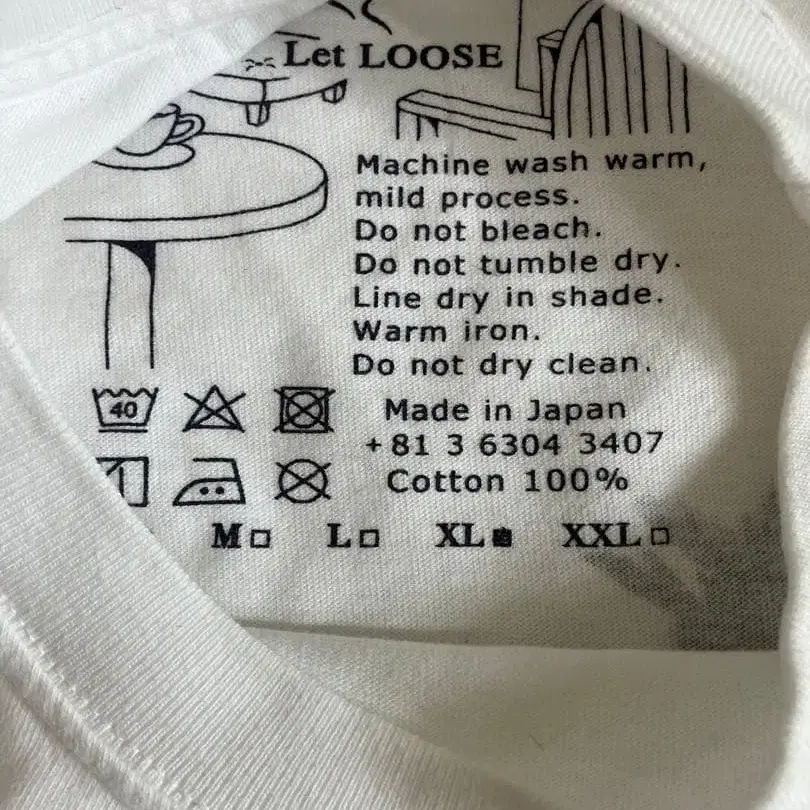 Let LOOSE
Machine wash warm,
mild process.
Do not bleach.
Do not tumble dry.
Line dry in shade.
Warm iron.
Do not dry clean.
40
Made in Japan
+81 3 6304 3407
Cotton 100%
M L XL XXL